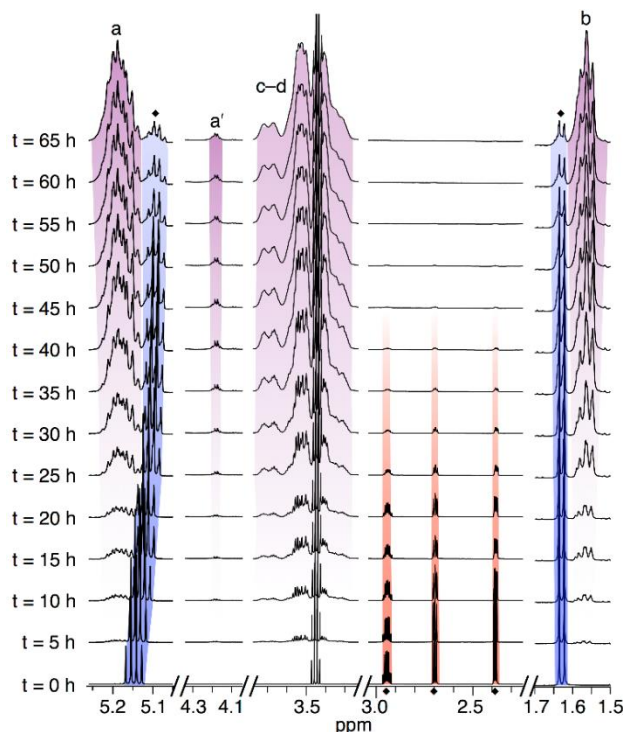 a
b
c–d
a′
t = 65 h
t = 60 h
t = 55 h
t = 50 h
t = 45 h
t = 40 h
t = 35 h
t = 30 h
t = 25 h
t = 20 h
t = 15 h
t = 10 h
t = 5 h
t = 0 h
5.2 5.1 4.3 4.1 3.5 3.0 2.5 1.7 1.6 1.5
ppm